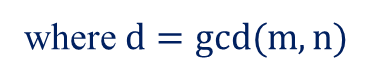 where d = gcd(m, n)